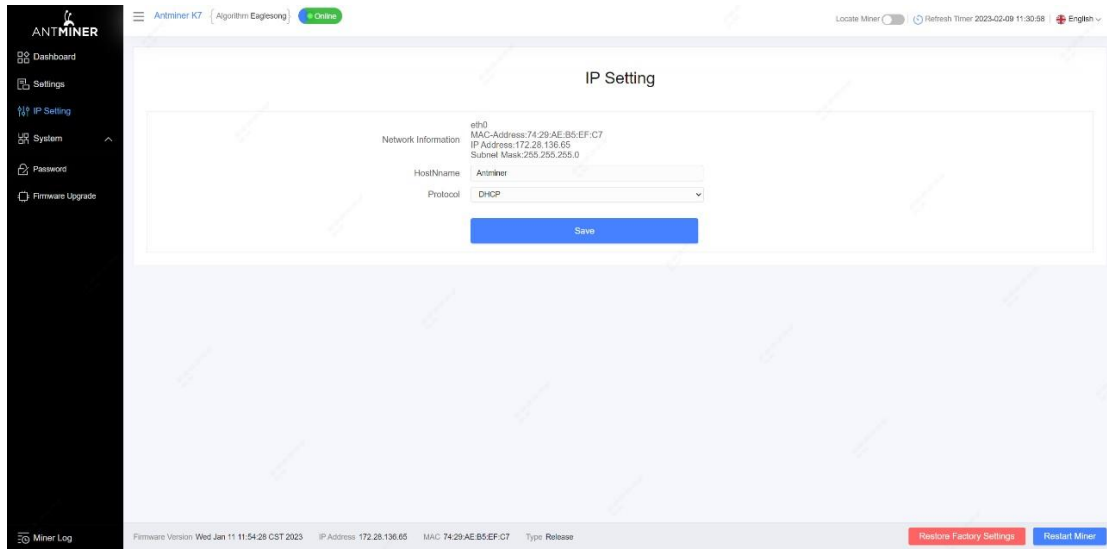 ANTMINER
Antminer K7 { Algorithm Eaglesong } Online
Locate Miner Refresh Timer 2023-02-09 11:30:58 English
Dashboard
Settings
IP Setting
System
Password
Firmware Upgrade
IP Setting
Network Information
eth0
MAC-Address:74:29:AE:B5:EF:C7
IP Address:172.28.136.65
Subnet Mask:255.255.255.0
HostNname Antminer
Protocol DHCP
Save
Miner Log
Firmware Version Wed Jan 11 11:54:28 CST 2023 IP Address 172.28.136.65 MAC 74:29:AE:B5:EF:C7 Type Release
Restore Factory Settings Restart Miner